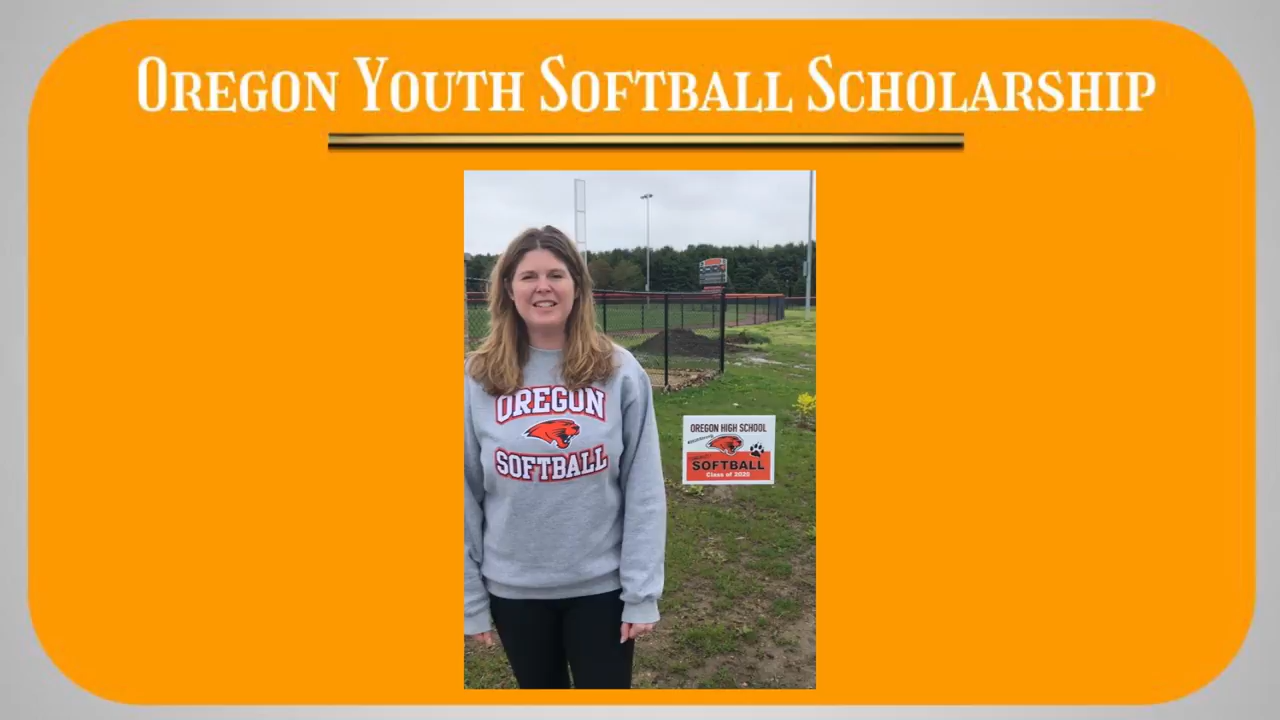 Oregon Youth Softball Scholarship
OREGON
SOFTBALL
OREGON HIGH SCHOOL
SOFTBALL
Class of 2020